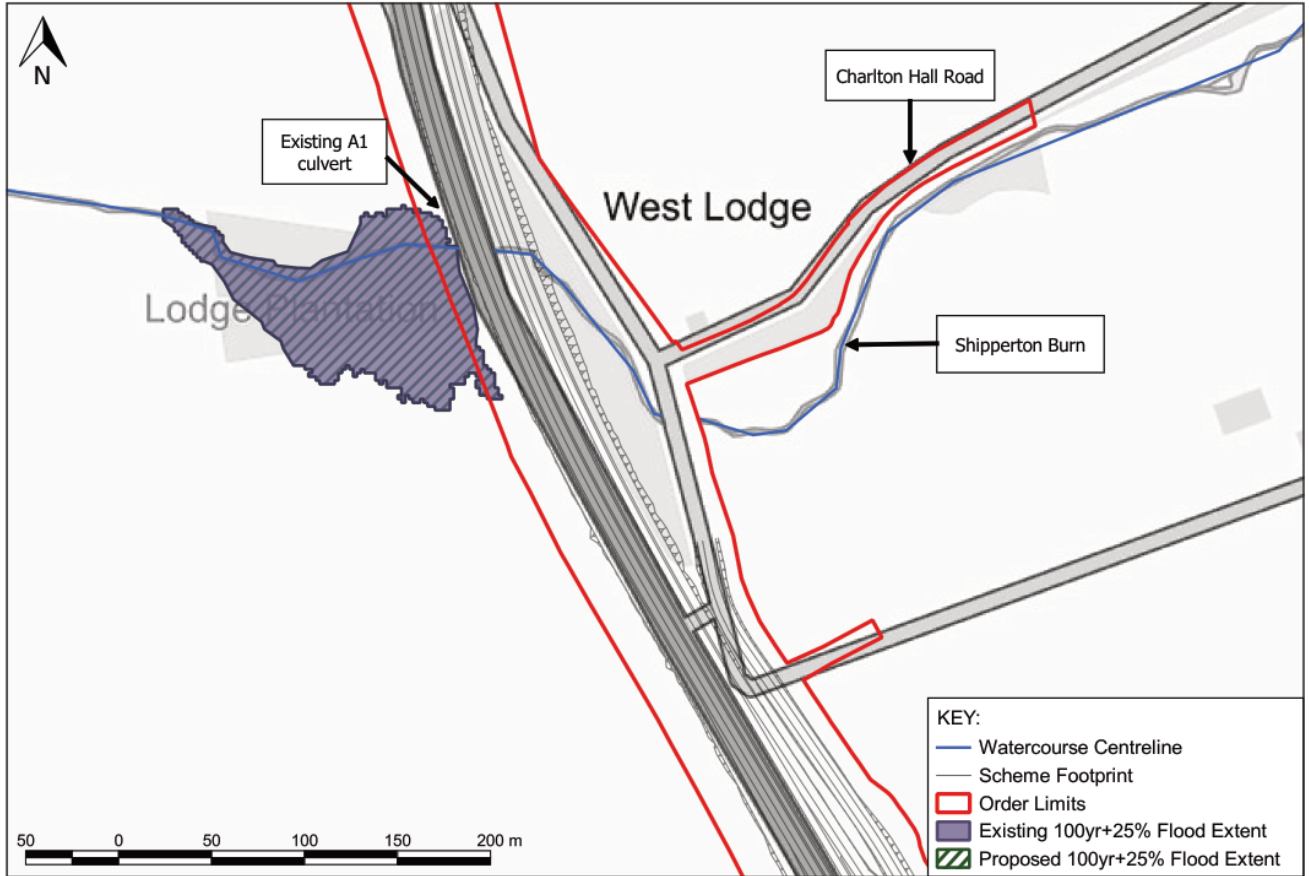 N
Charlton Hall Road
Existing A1
culvert
West Lodge
Lodge Plantation
Shipperton Burn
KEY:
Watercourse Centreline
Scheme Footprint
Order Limits
Existing 100yr+25% Flood Extent
Proposed 100yr+25% Flood Extent
50 0 50 100 150 200 m